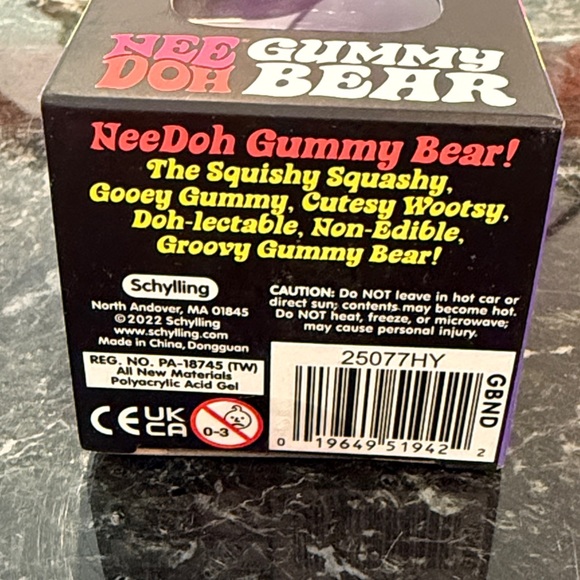 NEE GUMMY
DOH BEAR
NeeDoh Gummy Bear!
The Squishy Squashy,
Gooey Gummy, Cutesy Wootsy,
Doh-lectable, Non-Edible,
Groovy Gummy Bear!
Schylling
North Andover, MA 01845
©2022 Schylling
www.schylling.com
Made in China, Dongguan
CAUTION: Do NOT leave in hot car or
direct sun; contents may become hot.
Do NOT heat, freeze, or microwave;
may cause personal injury.
REG. NO. PA-18745 (TW)
All New Materials
Polyacrylic Acid Gel
CE UK
CA
0-3
25077HY
GBND
0 19649 51942 2